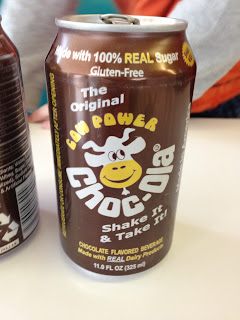 Made with 100% REAL Sugar
Gluten-Free
The
Original
COW POWER
Choc·Ola®
Shake It
& Take It!
CHOCOLATE FLAVORED BEVERAGE
Made with REAL Dairy Products
11.0 FL OZ (325 ml)